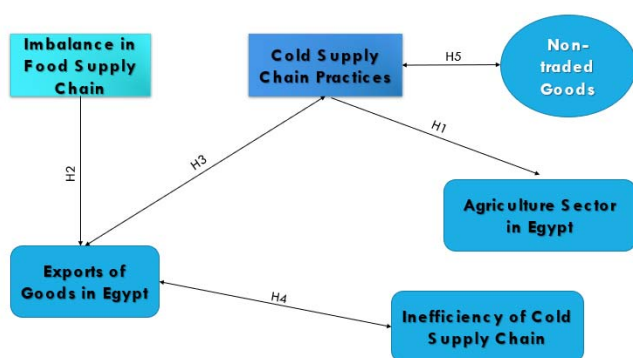 Imbalance in
Food Supply
Chain
Cold Supply
Chain Practices
H5
Non-
traded
Goods
H1
H3
H2
Agriculture Sector
in Egypt
Exports of
Goods in Egypt
H4
Inefficiency of Cold
Supply Chain